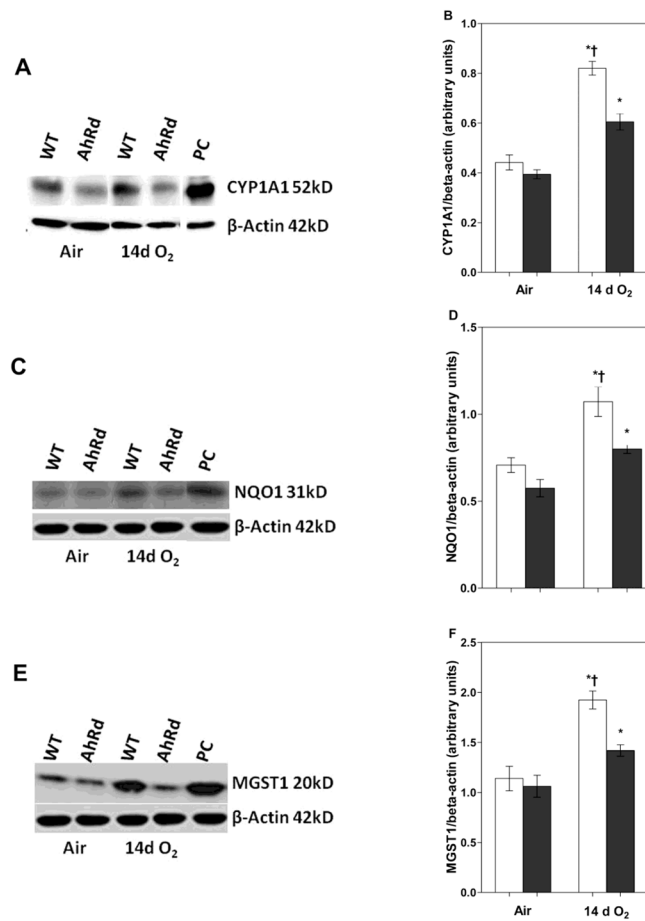 A
WT AhRd WT AhRd PC
CYP1A1 52kD
β-Actin 42kD
Air 14d O₂
B
CYP1A1/beta-actin (arbitrary units)
1.0
0.8
0.6
0.4
0.2
0.0
*†
*
Air 14 d O₂
C
WT AhRd WT AhRd PC
NQO1 31kD
β-Actin 42kD
Air 14d O₂
D
NQO1/beta-actin (arbitrary units)
1.5
1.0
0.5
0.0
*†
*
E
WT AhRd WT AhRd PC
MGST1 20kD
β-Actin 42kD
Air 14d O₂
F
MGST1/beta-actin (arbitrary units)
2.5
2.0
1.5
1.0
0.5
0.0
*†
*
Air 14 d O₂